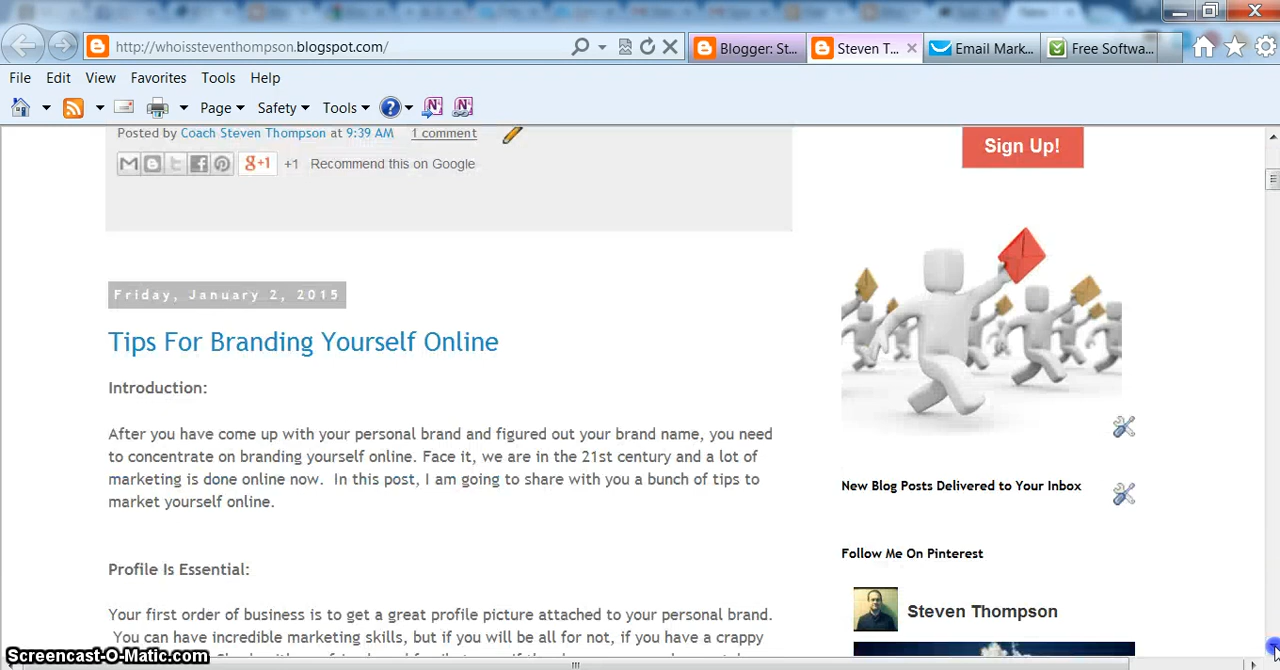 http://whoissteventhompson.blogspot.com/
Blogger: St...
Steven T...
Email Mark...
Free Softwa...
File Edit View Favorites Tools Help
Page Safety Tools
Posted by Coach Steven Thompson at 9:39 AM 1 comment
g+1 +1 Recommend this on Google
Sign Up!
Friday, January 2, 2015
Tips For Branding Yourself Online
Introduction:
After you have come up with your personal brand and figured out your brand name, you need
to concentrate on branding yourself online. Face it, we are in the 21st century and a lot of
marketing is done online now. In this post, I am going to share with you a bunch of tips to
market yourself online.
Profile Is Essential:
Your first order of business is to get a great profile picture attached to your personal brand.
You can have incredible marketing skills, but if you will be all for not, if you have a crappy
New Blog Posts Delivered to Your Inbox
Follow Me On Pinterest
Steven Thompson
Screencast-O-Matic.com